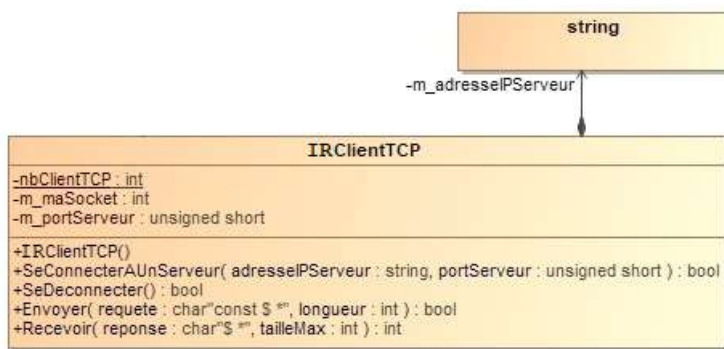 string
-m_adresseIPServeur
IRClientTCP
-nbClientTCP : int
-m_maSocket : int
-m_portServeur : unsigned short
+IRClientTCP()
+SeConnecterAUnServeur( adresseIPServeur : string, portServeur : unsigned short ) : bool
+SeDeconnecter() : bool
+Envoyer( requete : char"const $ *", longueur : int ) : bool
+Recevoir( reponse : char"$ *", tailleMax : int ) : int